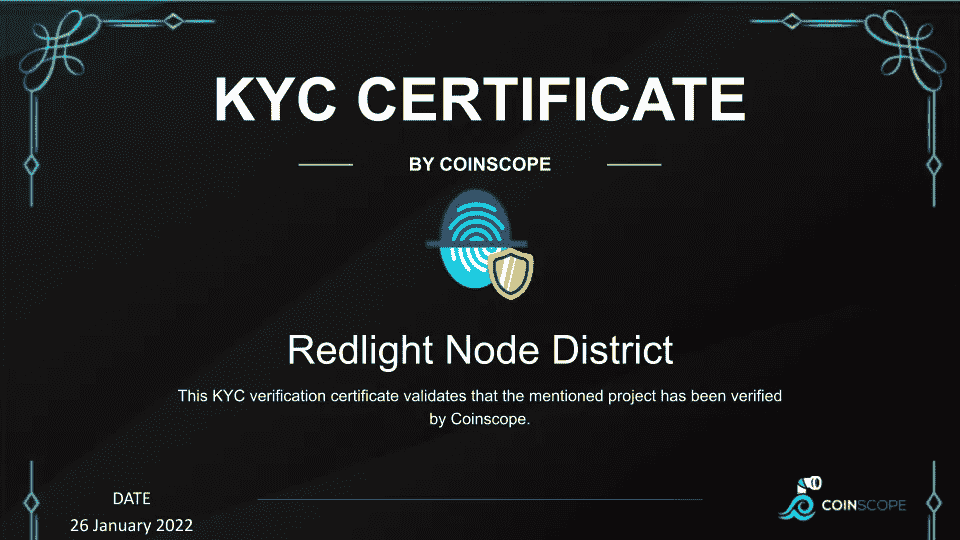 KYC CERTIFICATE
BY COINSCOPE
Redlight Node District
This KYC verification certificate validates that the mentioned project has been verified
by Coinscope.
DATE
26 January 2022
COINSCOPE